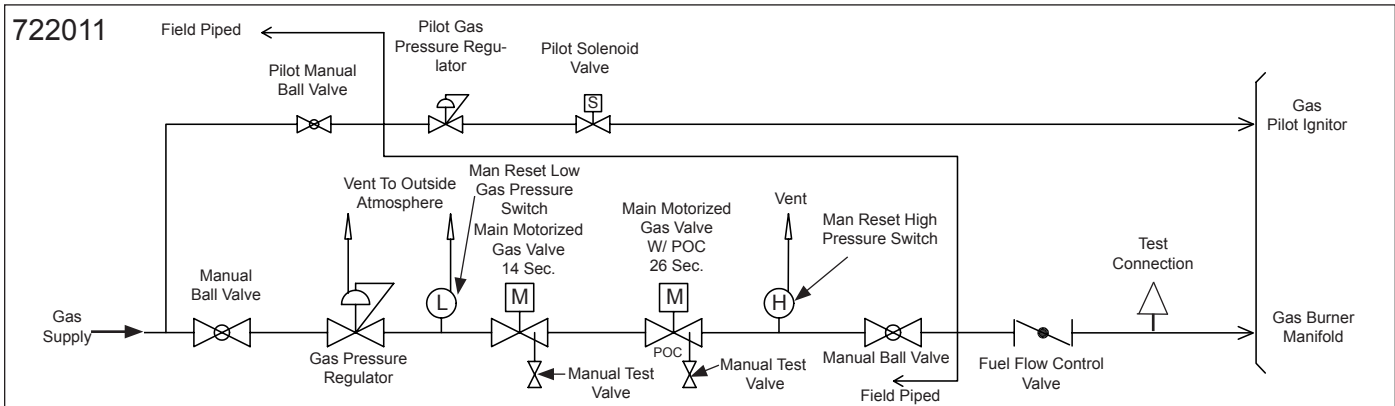 722011
Field Piped
Pilot Manual
Ball Valve
Pilot Gas
Pressure Regu-
lator
Pilot Solenoid
Valve
S
Gas
Pilot Ignitor
Vent To Outside
Atmosphere
Man Reset Low
Gas Pressure
Switch
Main Motorized
Gas Valve
14 Sec.
Main Motorized
Gas Valve
W/ POC
26 Sec.
Vent
Man Reset High
Pressure Switch
Test
Connection
Gas
Supply
Manual
Ball Valve
Gas Pressure
Regulator
L
M
M
POC
H
Manual Test
Valve
Manual Test
Valve
Manual Ball Valve
Field Piped
Fuel Flow Control
Valve
Gas Burner
Manifold